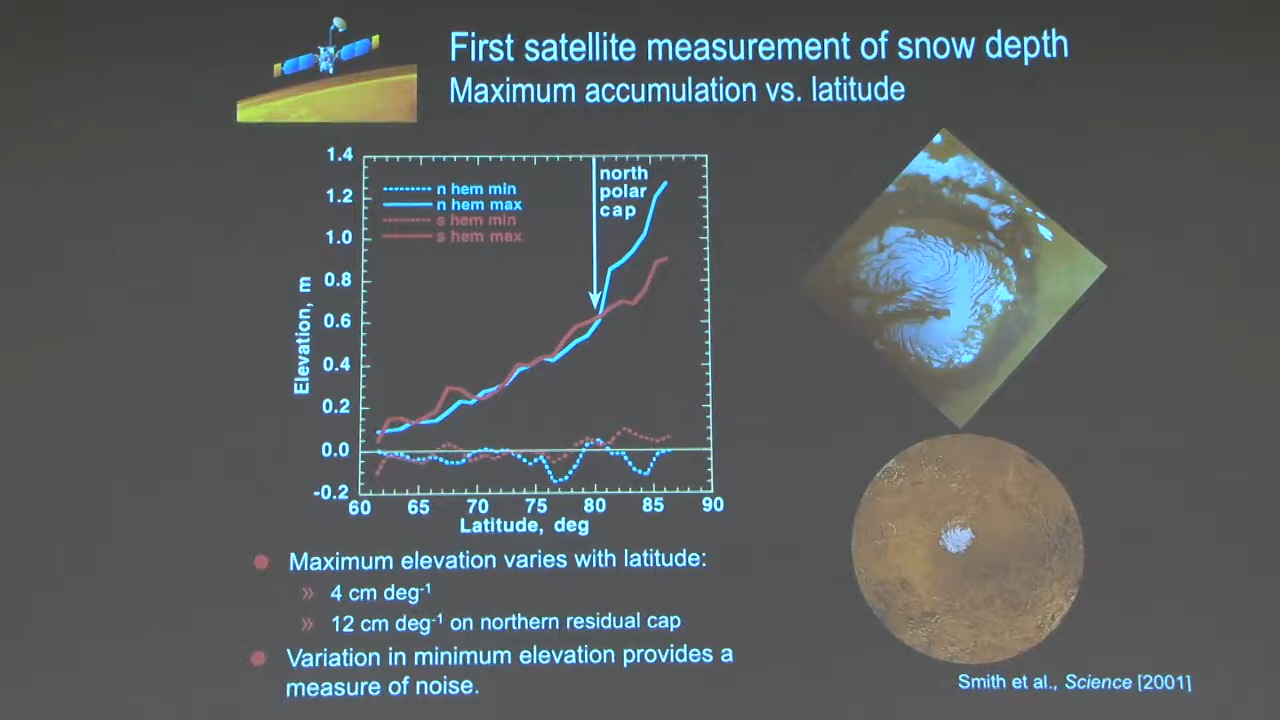 First satellite measurement of snow depth
Maximum accumulation vs. latitude
1.4
1.2
1.0
0.8
0.6
0.4
0.2
0.0
-0.2
Elevation, m
n hem min
n hem max
s hem min
s hem max
north
polar
cap
60 65 70 75 80 85 90
Latitude, deg
Maximum elevation varies with latitude:
» 4 cm deg⁻¹
» 12 cm deg⁻¹ on northern residual cap
Variation in minimum elevation provides a
measure of noise.
Smith et al., Science [2001]